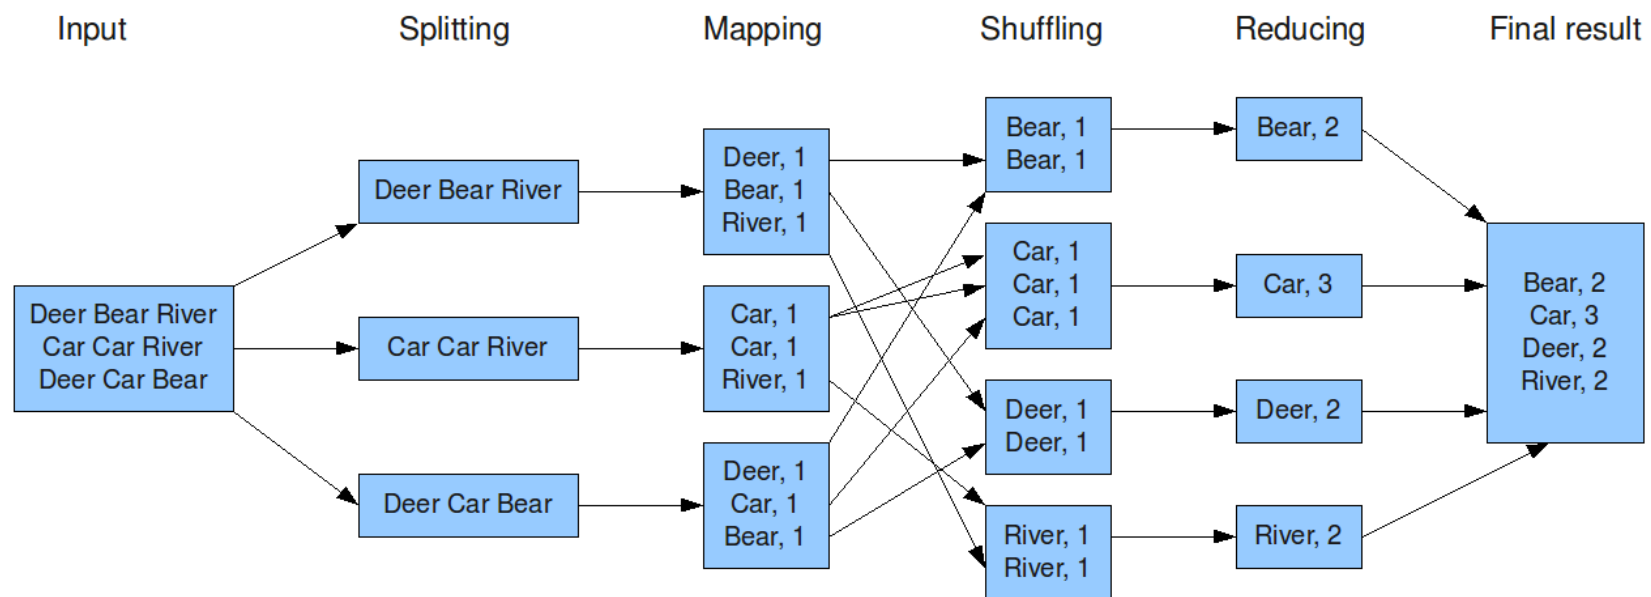 Input
Splitting
Mapping
Shuffling
Reducing
Final result
Deer Bear River
Car Car River
Deer Car Bear
Deer Bear River
Car Car River
Deer Car Bear
Deer, 1
Bear, 1
River, 1
Car, 1
Car, 1
River, 1
Deer, 1
Car, 1
Bear, 1
Bear, 1
Bear, 1
Car, 1
Car, 1
Car, 1
Deer, 1
Deer, 1
River, 1
River, 1
Bear, 2
Car, 3
Deer, 2
River, 2
Bear, 2
Car, 3
Deer, 2
River, 2